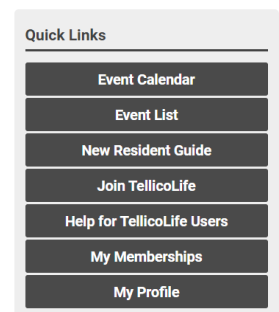 Quick Links
Event Calendar
Event List
New Resident Guide
Join TellicoLife
Help for TellicoLife Users
My Memberships
My Profile